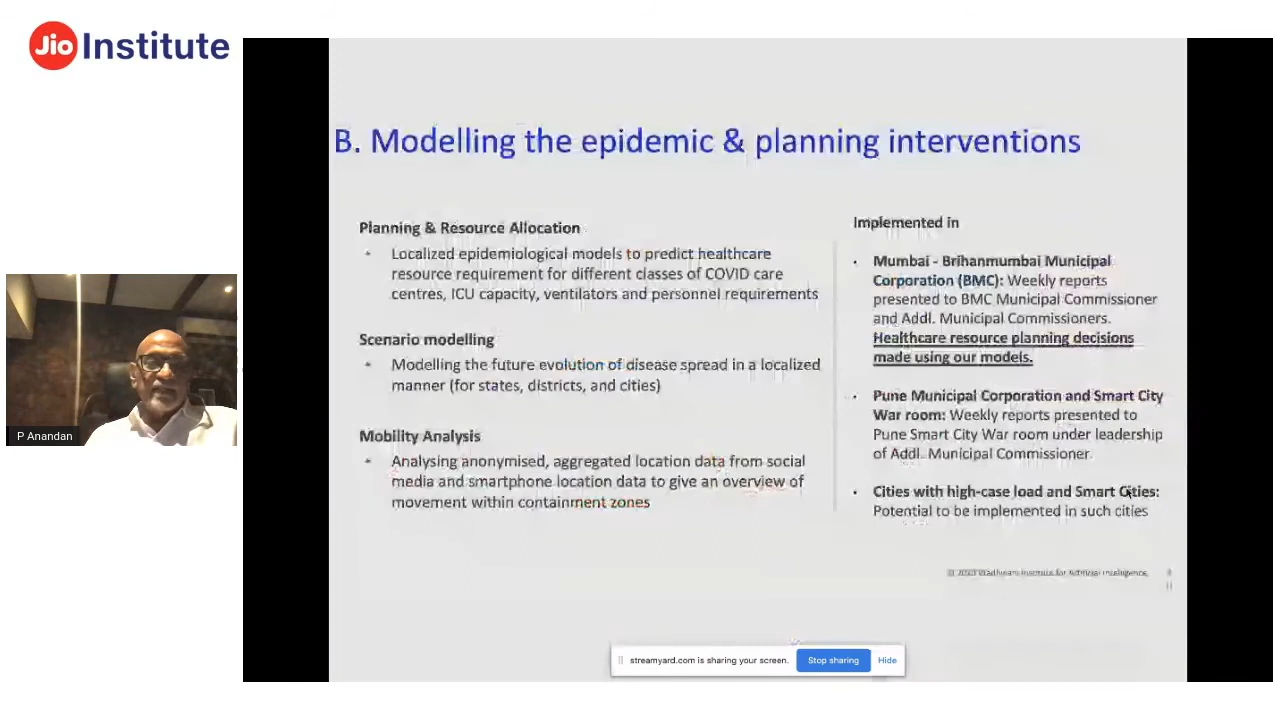 Jio Institute
B. Modelling the epidemic & planning interventions
Planning & Resource Allocation
Localized epidemiological models to predict healthcare
resource requirement for different classes of COVID care
centres, ICU capacity, ventilators and personnel requirements
Scenario modelling
Modelling the future evolution of disease spread in a localized
manner (for states, districts, and cities)
Mobility Analysis
Analysing anonymised, aggregated location data from social
media and smartphone location data to give an overview of
movement within containment zones
Implemented in
Mumbai - Brihanmumbai Municipal
Corporation (BMC): Weekly reports
presented to BMC Municipal Commissioner
and Addl. Municipal Commissioners.
Healthcare resource planning decisions
made using our models.
Pune Municipal Corporation and Smart City
War room: Weekly reports presented to
Pune Smart City War room under leadership
of Addl. Municipal Commissioner
Cities with high-case load and Smart Cities:
Potential to be implemented in such cities
Institute for Artificial Intelligence
P Anandan
streamyard.com is sharing your screen.
Stop sharing
Hide